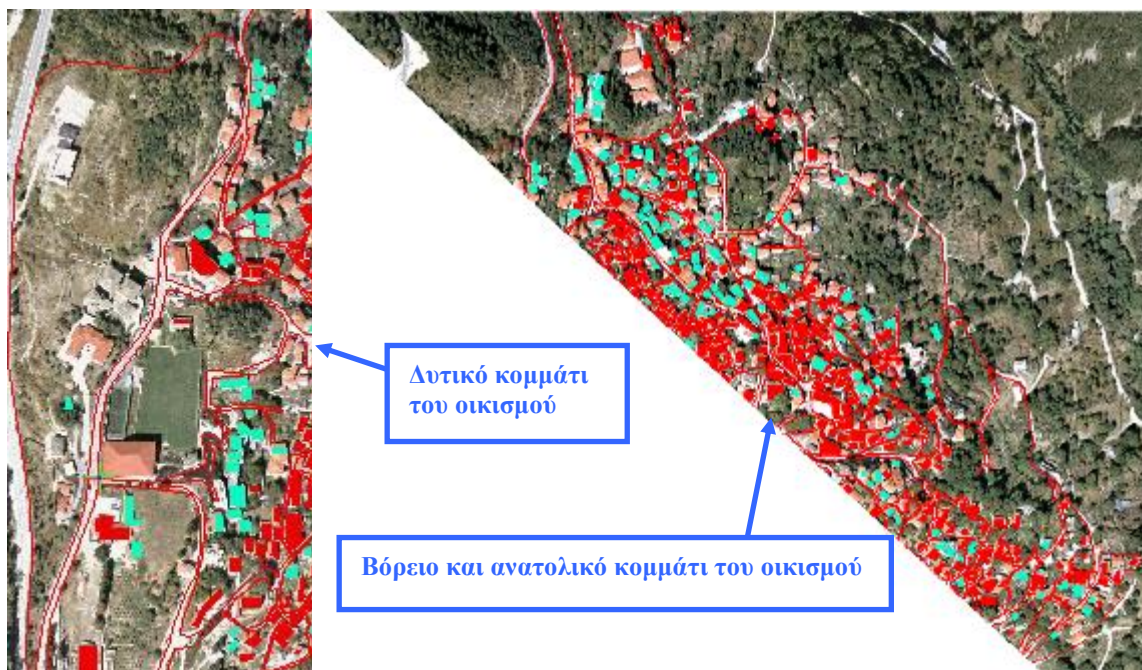 Δυτικό κομμάτι
του οικισμού
Βόρειο και ανατολικό κομμάτι του οικισμού